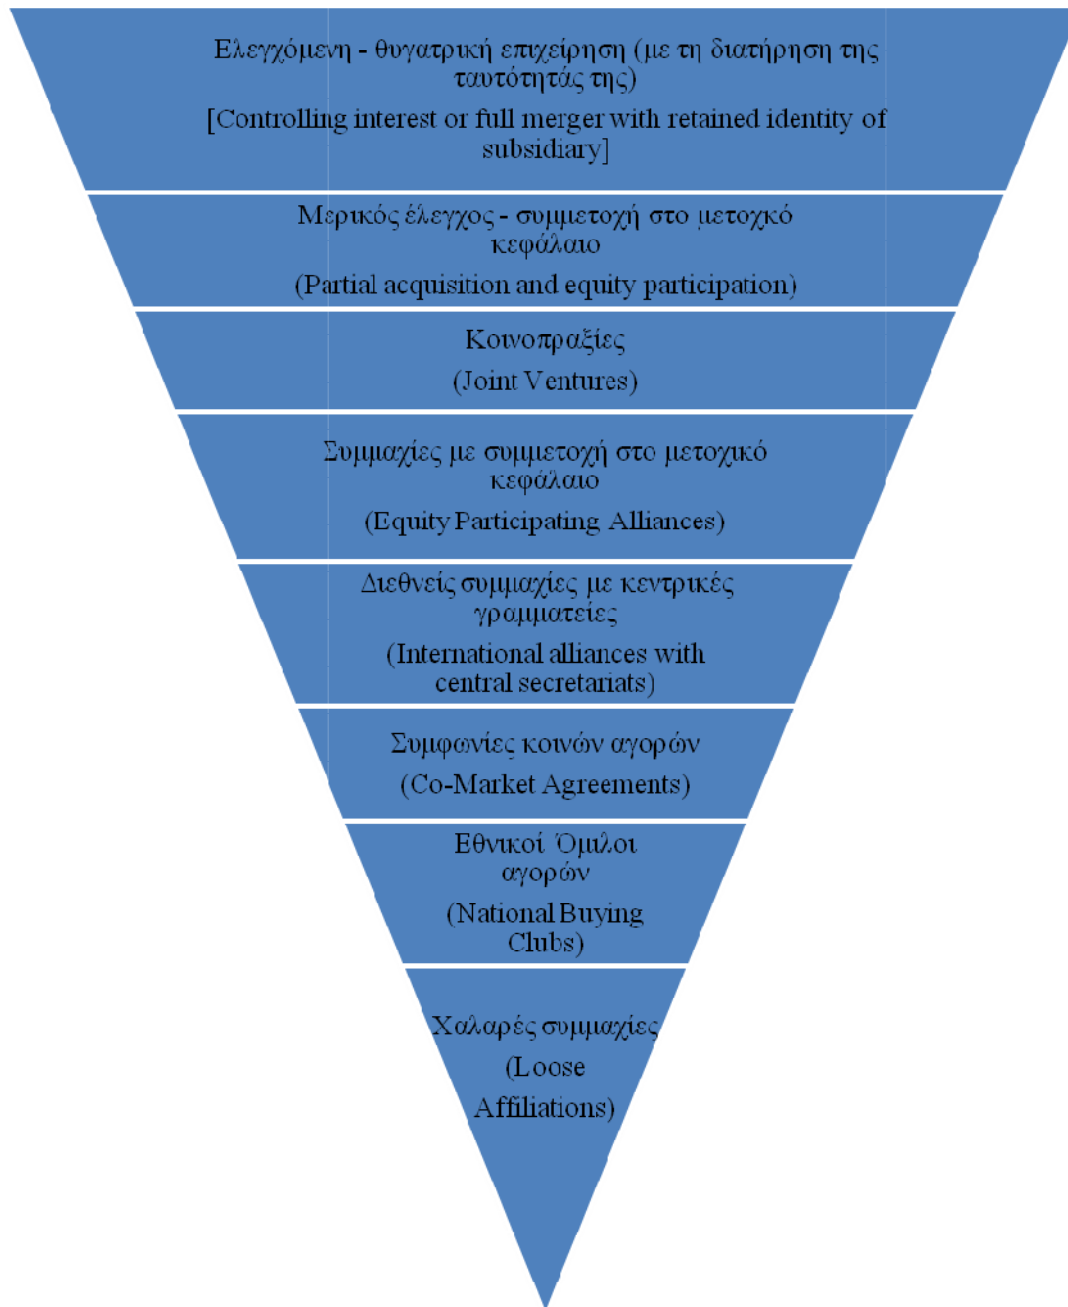 Ελεγχόμενη - θυγατρική επιχείρηση (με τη διατήρηση της
ταυτότητάς της)
[Controlling interest or full merger with retained identity of
subsidiary]
Μερικός έλεγχος - συμμετοχή στο μετοχκό
κεφάλαιο
(Partial acquisition and equity participation)
Κοινοπραξίες
(Joint Ventures)
Συμμαχίες με συμμετοχή στο μετοχικό
κεφάλαιο
(Equity Participating Alliances)
Διεθνείς συμμαχίες με κεντρικές
γραμματείες
(International alliances with
central secretariats)
Συμφωνίες κοινών αγορών
(Co-Market Agreements)
Εθνικοί Όμιλοι
αγορών
(National Buying
Clubs)
Χαλαρές συμμαχίες
(Loose
Affiliations)